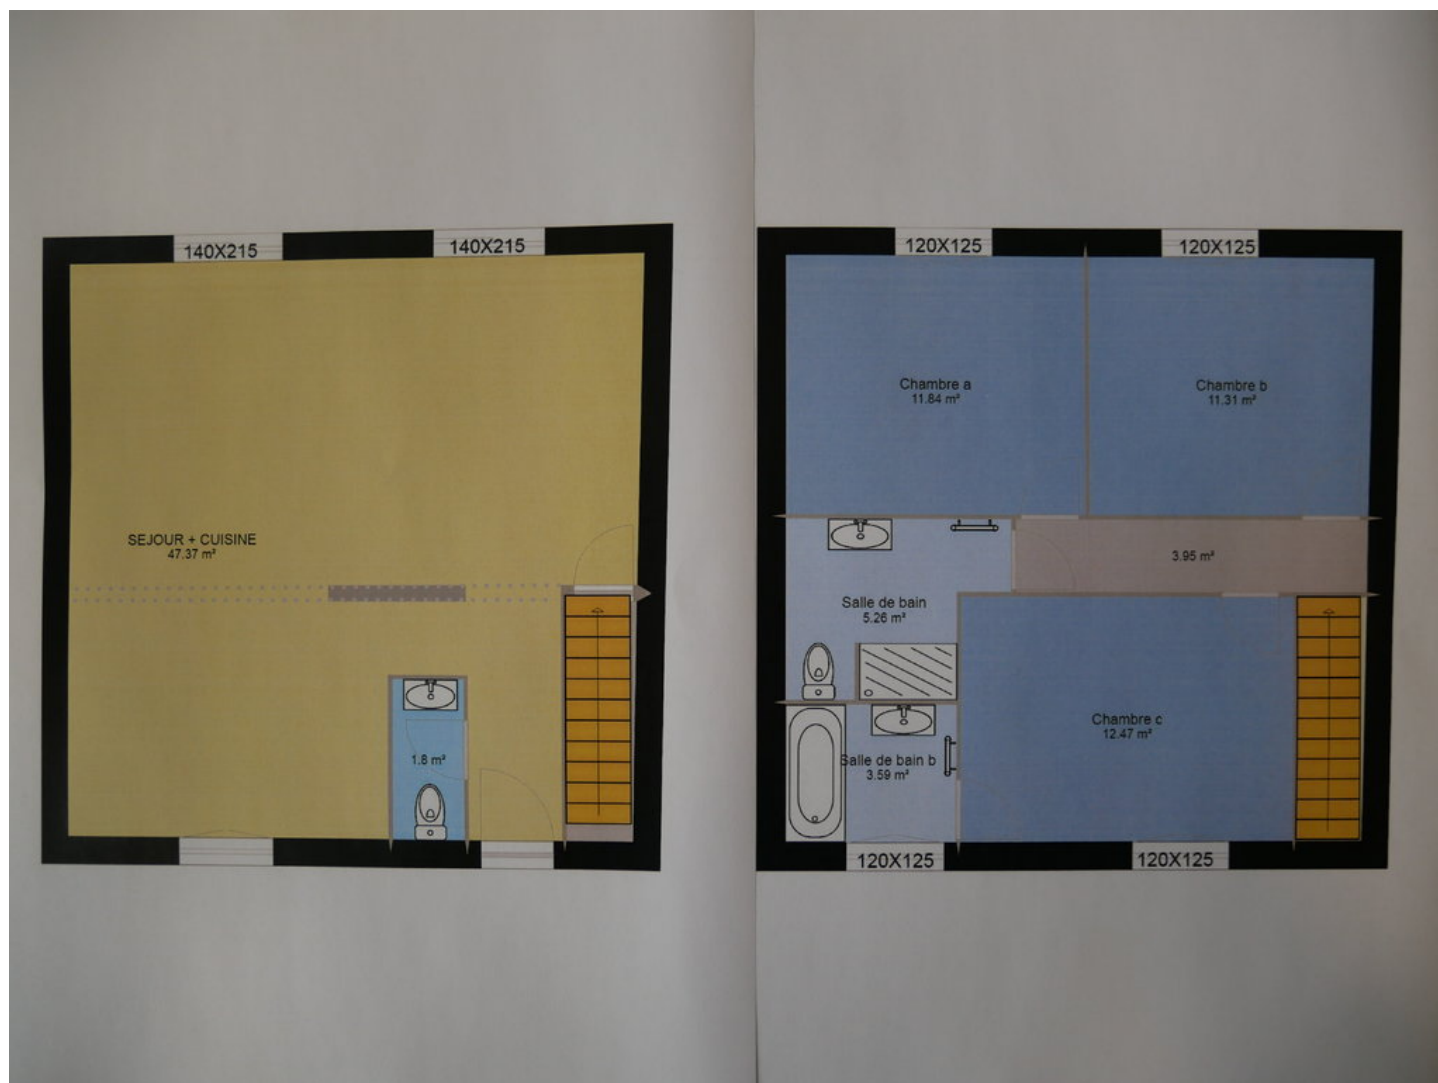 140X215
140X215
SEJOUR + CUISINE
47.37 m²
1.8 m²
120X125
120X125
Chambre a
11.84 m²
Chambre b
11.31 m²
3.95 m²
Salle de bain
5.26 m²
Chambre c
12.47 m²
Salle de bain b
3.59 m²
120X125
120X125